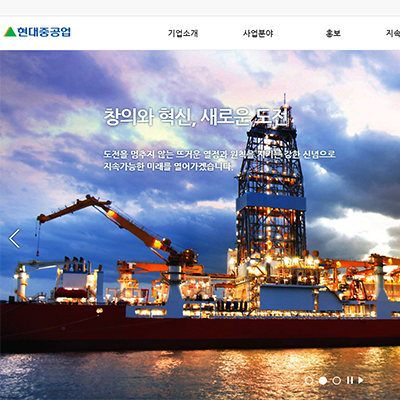 현대중공업
기업소개
사업분야
홍보
지속
창의와 혁신, 새로운 도전
도전을 멈추지 않는 뜨거운 열정과 원칙을 지키는 강한 신념으로
지속가능한 미래를 열어가겠습니다.